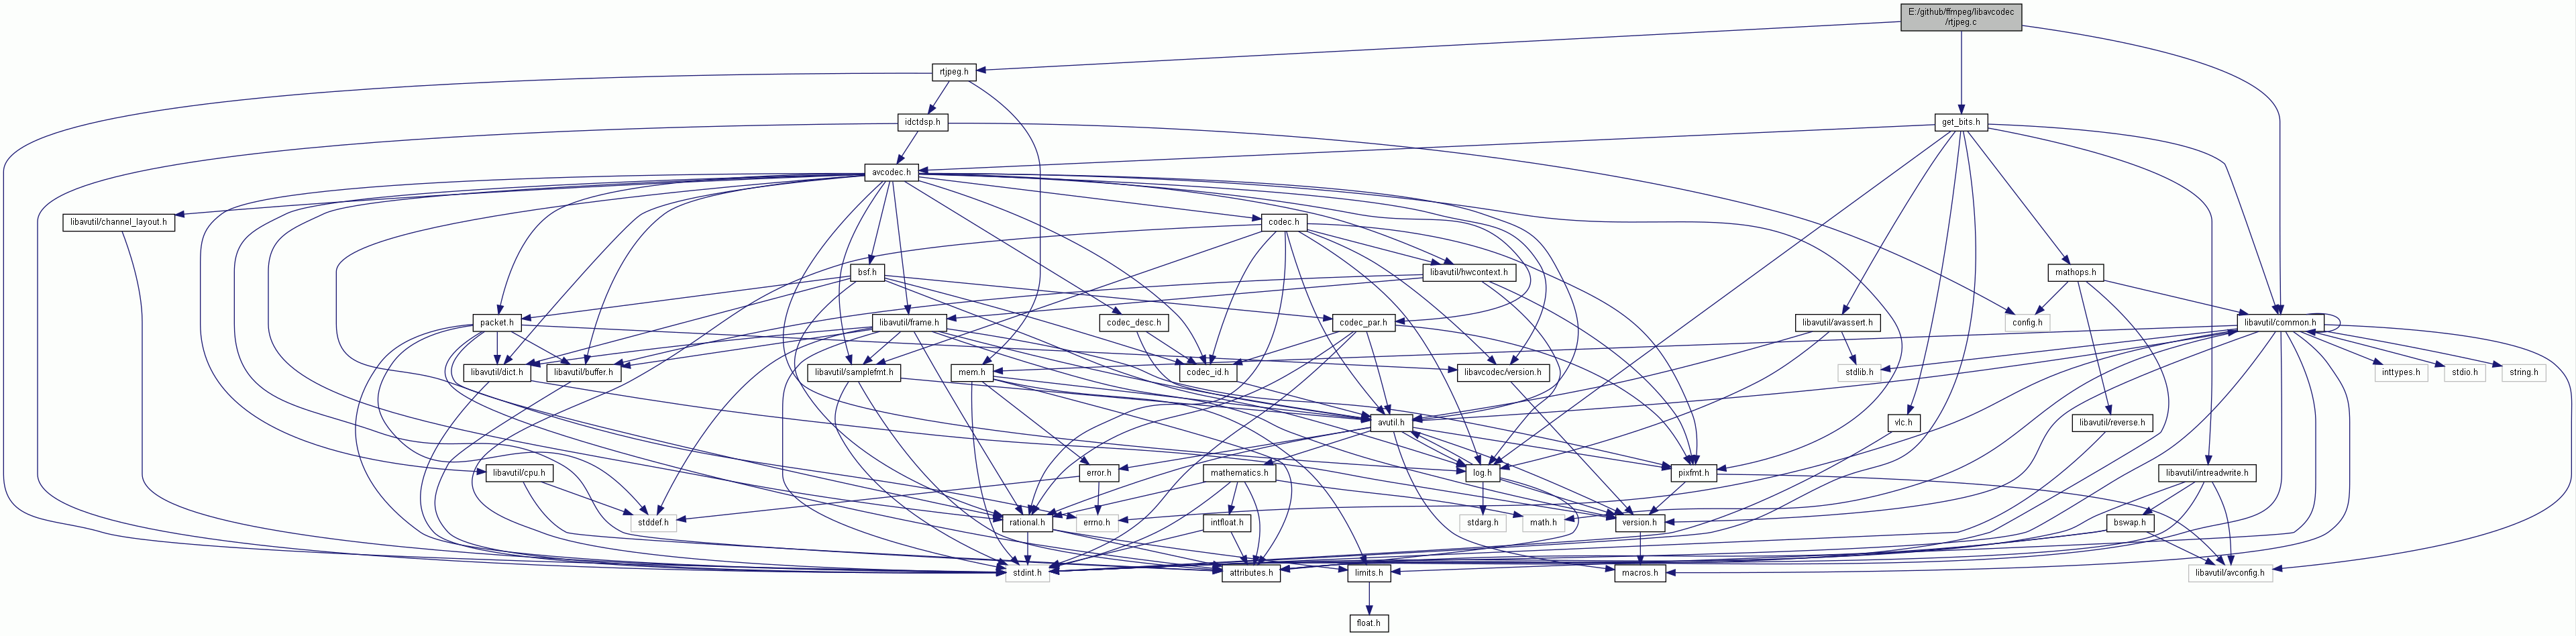 E:/github/ffmpeg/libavcodec
/rtjpeg.c
rtjpeg.h
idctdsp.h
get_bits.h
avcodec.h
libavutil/channel_layout.h
codec.h
bsf.h
libavutil/hwcontext.h
mathops.h
packet.h
libavutil/frame.h
codec_desc.h
codec_par.h
libavutil/avassert.h
config.h
libavutil/common.h
libavutil/dict.h
libavutil/buffer.h
libavutil/samplefmt.h
mem.h
codec_id.h
libavcodec/version.h
stdlib.h
inttypes.h
stdio.h
string.h
avutil.h
vlc.h
libavutil/reverse.h
libavutil/cpu.h
error.h
mathematics.h
log.h
pixfmt.h
libavutil/intreadwrite.h
stddef.h
rational.h
errno.h
intfloat.h
stdarg.h
math.h
version.h
bswap.h
stdint.h
attributes.h
limits.h
macros.h
libavutil/avconfig.h
float.h